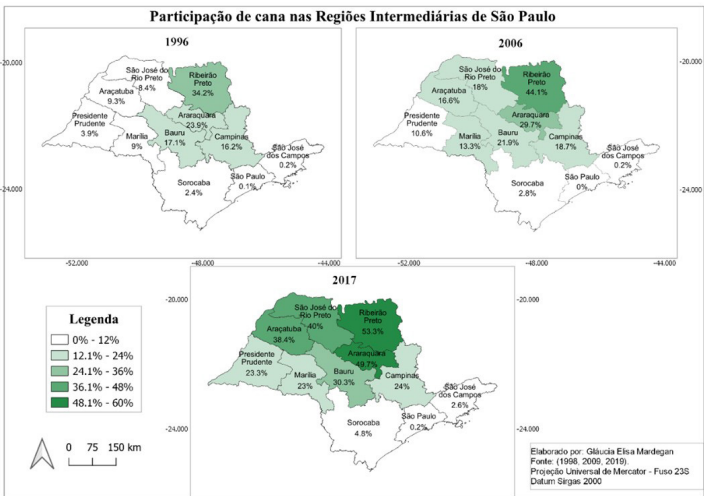 Participação de cana nas Regiões Intermediárias de São Paulo
1996
-20.000
-24.000
-52.000
-48.000
-44.000
São José do
Rio Preto
8.4%
Ribeirão
Preto
34.2%
Araçatuba
9.3%
Araraquara
23.9%
Presidente
Prudente
3.9%
Marília
9%
Bauru
17.1%
Campinas
16.2%
São José
dos Campos
0.2%
São Paulo
0.1%
Sorocaba
2.4%
2006
-20.000
-24.000
-52.000
-48.000
-44.000
São José do
Rio Preto
18%
Ribeirão
Preto
44.1%
Araçatuba
16.6%
Araraquara
29.7%
Presidente
Prudente
10.6%
Marília
13.3%
Bauru
21.9%
Campinas
18.7%
São José
dos Campos
0.2%
São Paulo
0%
Sorocaba
2.8%
2017
-20.000
-20.000
-24.000
-24.000
São José do
Rio Preto
40%
Ribeirão
Preto
53.3%
Araçatuba
38.4%
Araraquara
49.7%
Presidente
Prudente
23.3%
Marília
23%
Bauru
30.3%
Campinas
24%
São José
dos Campos
2.6%
São Paulo
0.2%
Sorocaba
4.8%
Legenda
0% - 12%
12.1% - 24%
24.1% - 36%
36.1% - 48%
48.1% - 60%
0 75 150 km
Elaborado por: Gláucia Elisa Mardegan
Fonte: (1998, 2009, 2019).
Projeção Universal de Mercator - Fuso 23S
Datum Sirgas 2000